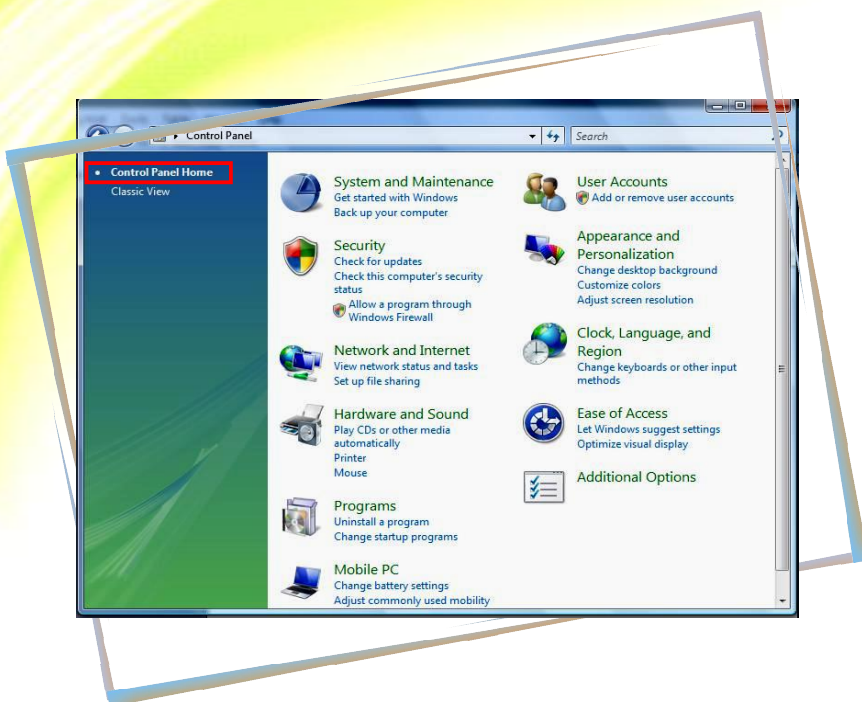 Control Panel
Search
Control Panel Home
Classic View
System and Maintenance
Get started with Windows
Back up your computer
Security
Check for updates
Check this computer's security
status
Allow a program through
Windows Firewall
Network and Internet
View network status and tasks
Set up file sharing
Hardware and Sound
Play CDs or other media
automatically
Printer
Mouse
Programs
Uninstall a program
Change startup programs
Mobile PC
Change battery settings
Adjust commonly used mobility
User Accounts
Add or remove user accounts
Appearance and
Personalization
Change desktop background
Customize colors
Adjust screen resolution
Clock, Language, and
Region
Change keyboards or other input
methods
Ease of Access
Let Windows suggest settings
Optimize visual display
Additional Options